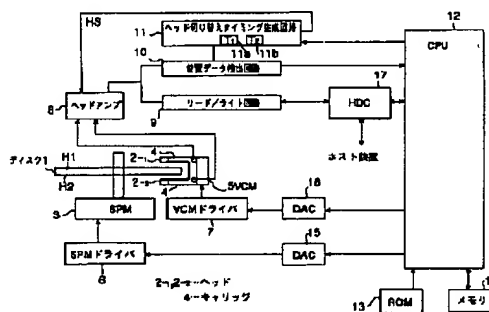 HS
11
ヘッド切り替えタイミング生成回路
T1
T2
11a
11b
12
CPU
10
位置データ検出回路
17
8
ヘッドアンプ
リード/ライト回路
HDC
9
ホスト装置
ディスク1
H1
H2
2-1
2-2
4
4
5VCM
16
3
SPM
VCMドライバ
DAC
7
15
SPMドライバ
DAC
6
2-1,2-2…ヘッド
4…キャリッジ
13
ROM
メモリ